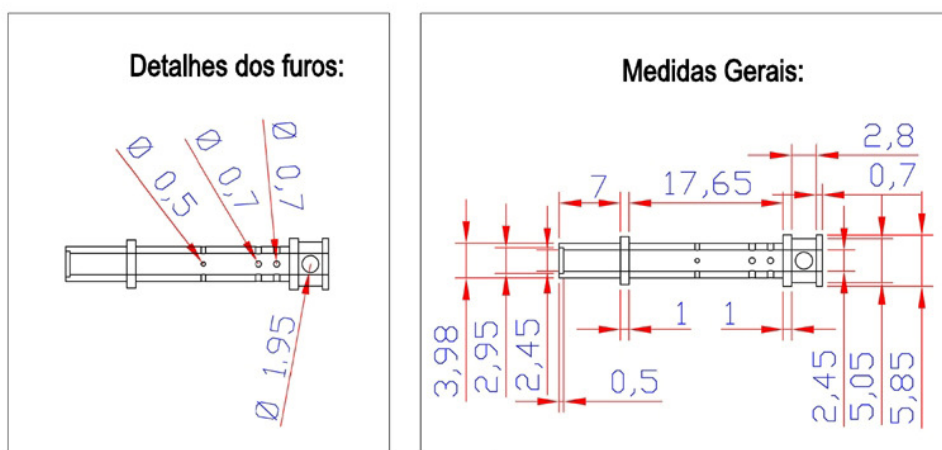 Detalhes dos furos:
Ø 0,5
Ø 0,7
Ø 0,7
Ø 1,95
Medidas Gerais:
2,8
0,7
7
17,65
1
1
3,98
2,95
2,45
0,5
2,45
5,05
5,85